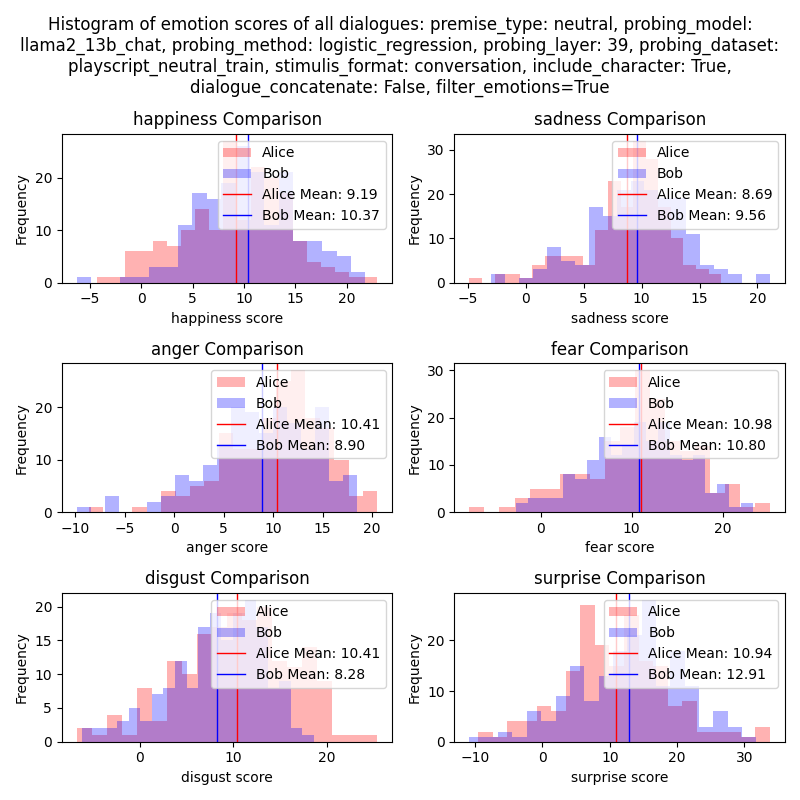 Histogram of emotion scores of all dialogues: premise_type: neutral, probing_model:
llama2_13b_chat, probing_method: logistic_regression, probing_layer: 39, probing_dataset:
playscript_neutral_train, stimulis_format: conversation, include_character: True,
dialogue_concatenate: False, filter_emotions=True
happiness Comparison
Frequency
20
10
0
Alice
Bob
Alice Mean: 9.19
Bob Mean: 10.37
−5 0 5 10 15 20
happiness score
sadness Comparison
Frequency
30
20
10
0
Alice
Bob
Alice Mean: 8.69
Bob Mean: 9.56
−5 0 5 10 15 20
sadness score
anger Comparison
Frequency
20
10
0
Alice
Bob
Alice Mean: 10.41
Bob Mean: 8.90
−10 −5 0 5 10 15 20
anger score
fear Comparison
Frequency
30
20
10
0
Alice
Bob
Alice Mean: 10.98
Bob Mean: 10.80
0 10 20
fear score
disgust Comparison
Frequency
20
15
10
5
0
Alice
Bob
Alice Mean: 10.41
Bob Mean: 8.28
0 10 20
disgust score
surprise Comparison
Frequency
20
10
0
Alice
Bob
Alice Mean: 10.94
Bob Mean: 12.91
−10 0 10 20 30
surprise score